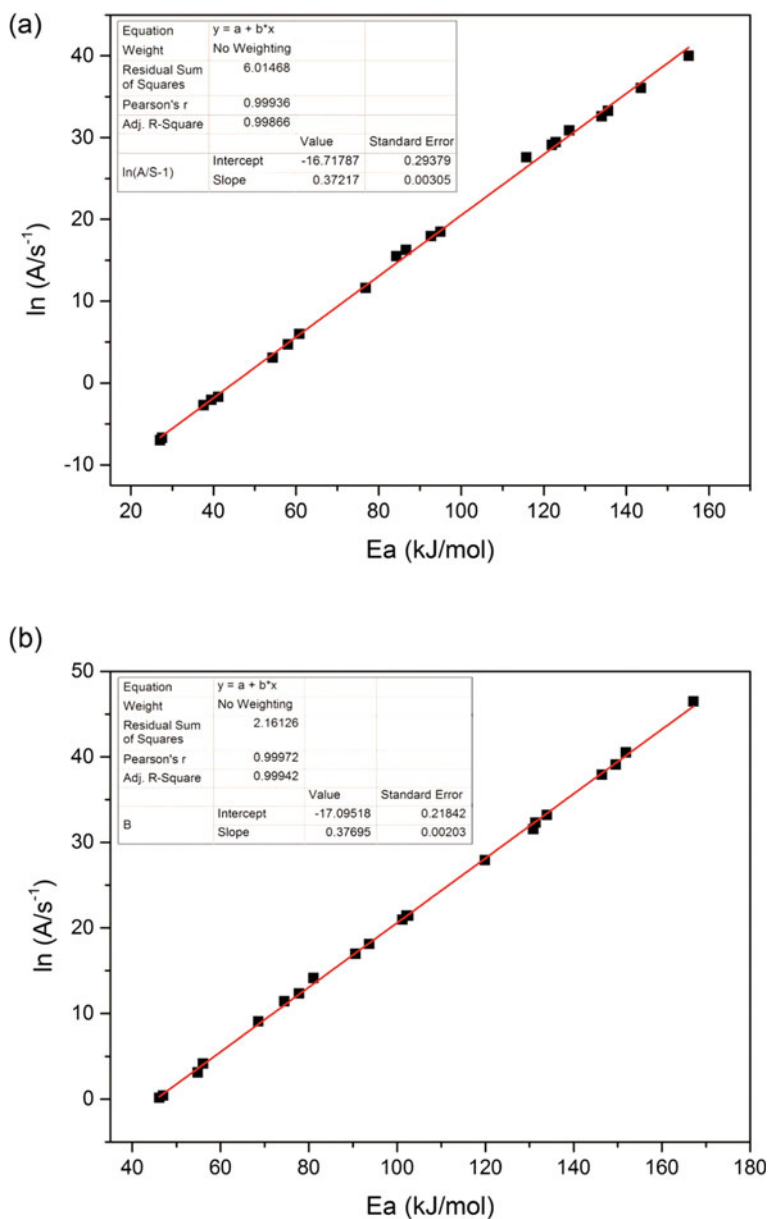 (a)
Equation y = a + b*x
Weight No Weighting
Residual Sum of Squares 6.01468
Pearson's r 0.99936
Adj. R-Square 0.99866
Value Standard Error
ln(A/S-1) Intercept -16.71787 0.29379
Slope 0.37217 0.00305
40
30
20
10
0
-10
ln (A/s⁻¹)
20 40 60 80 100 120 140 160
Ea (kJ/mol)
(b)
Equation y = a + b*x
Weight No Weighting
Residual Sum of Squares 2.16126
Pearson's r 0.99972
Adj. R-Square 0.99942
Value Standard Error
B Intercept -17.09518 0.21842
Slope 0.37695 0.00203
50
40
30
20
10
0
ln (A/s⁻¹)
40 60 80 100 120 140 160 180
Ea (kJ/mol)